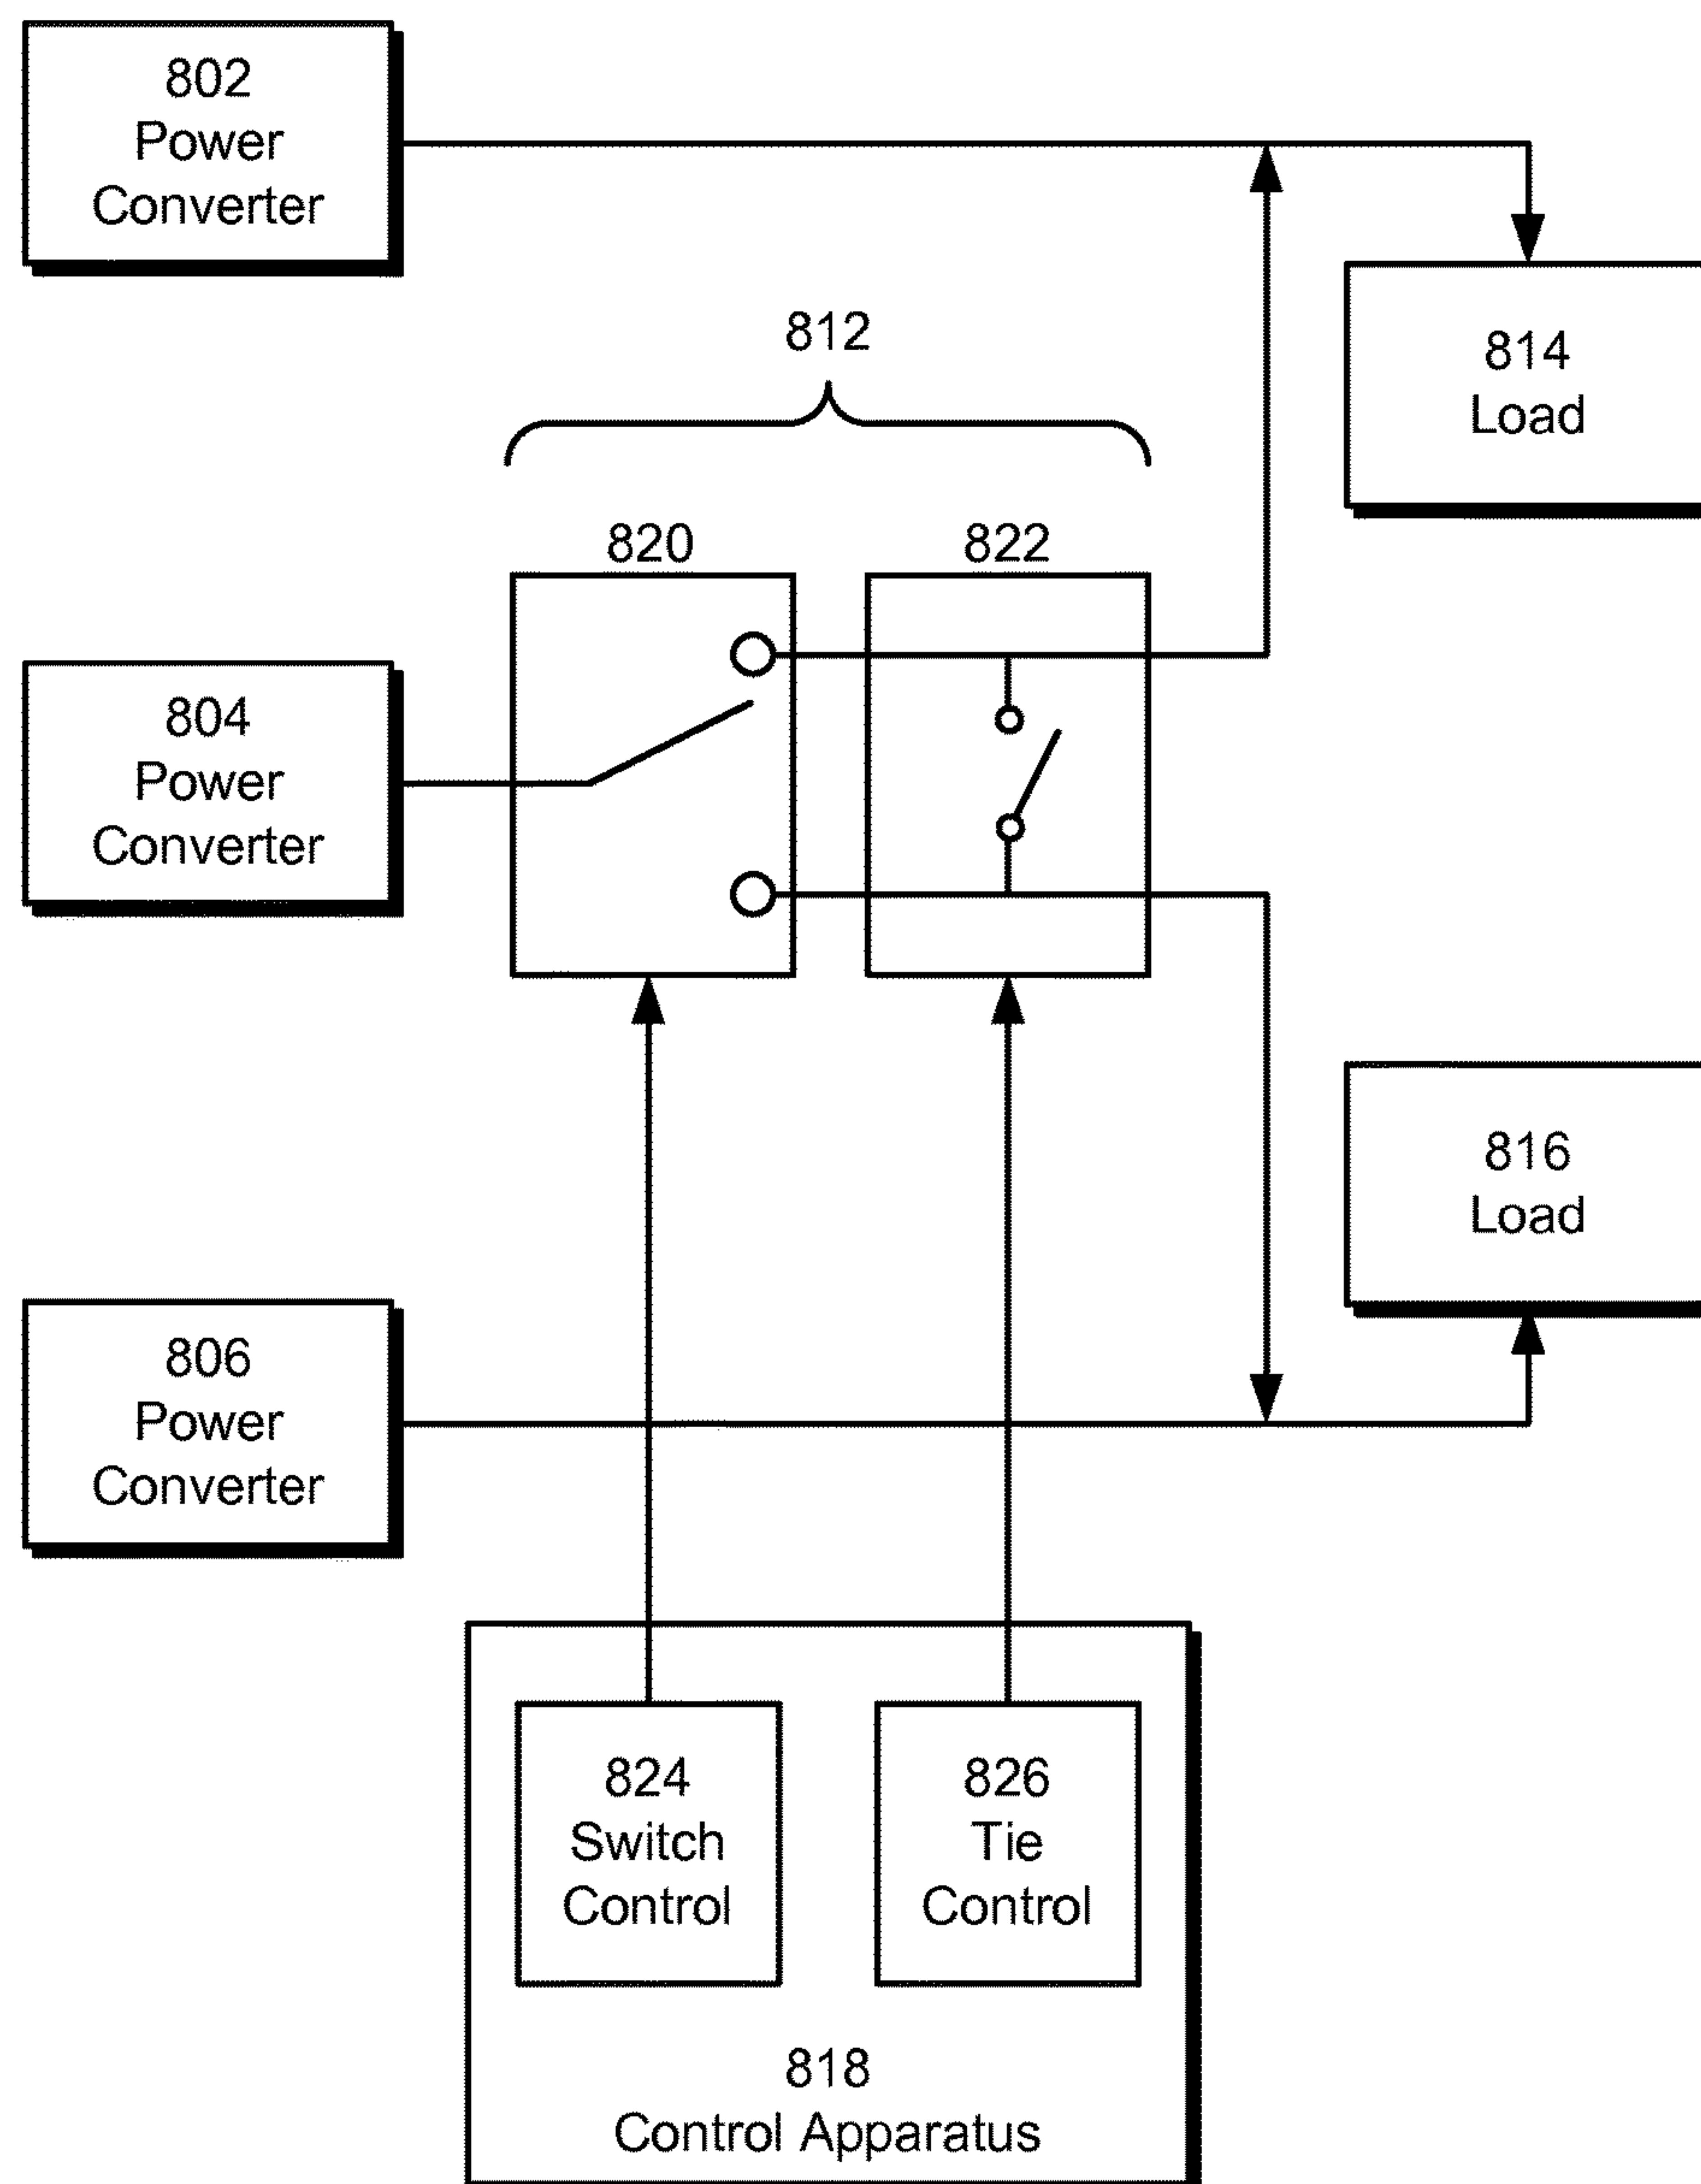 802
Power
Converter
812
814
Load
820
822
804
Power
Converter
816
Load
806
Power
Converter
824
Switch
Control
826
Tie
Control
818
Control Apparatus